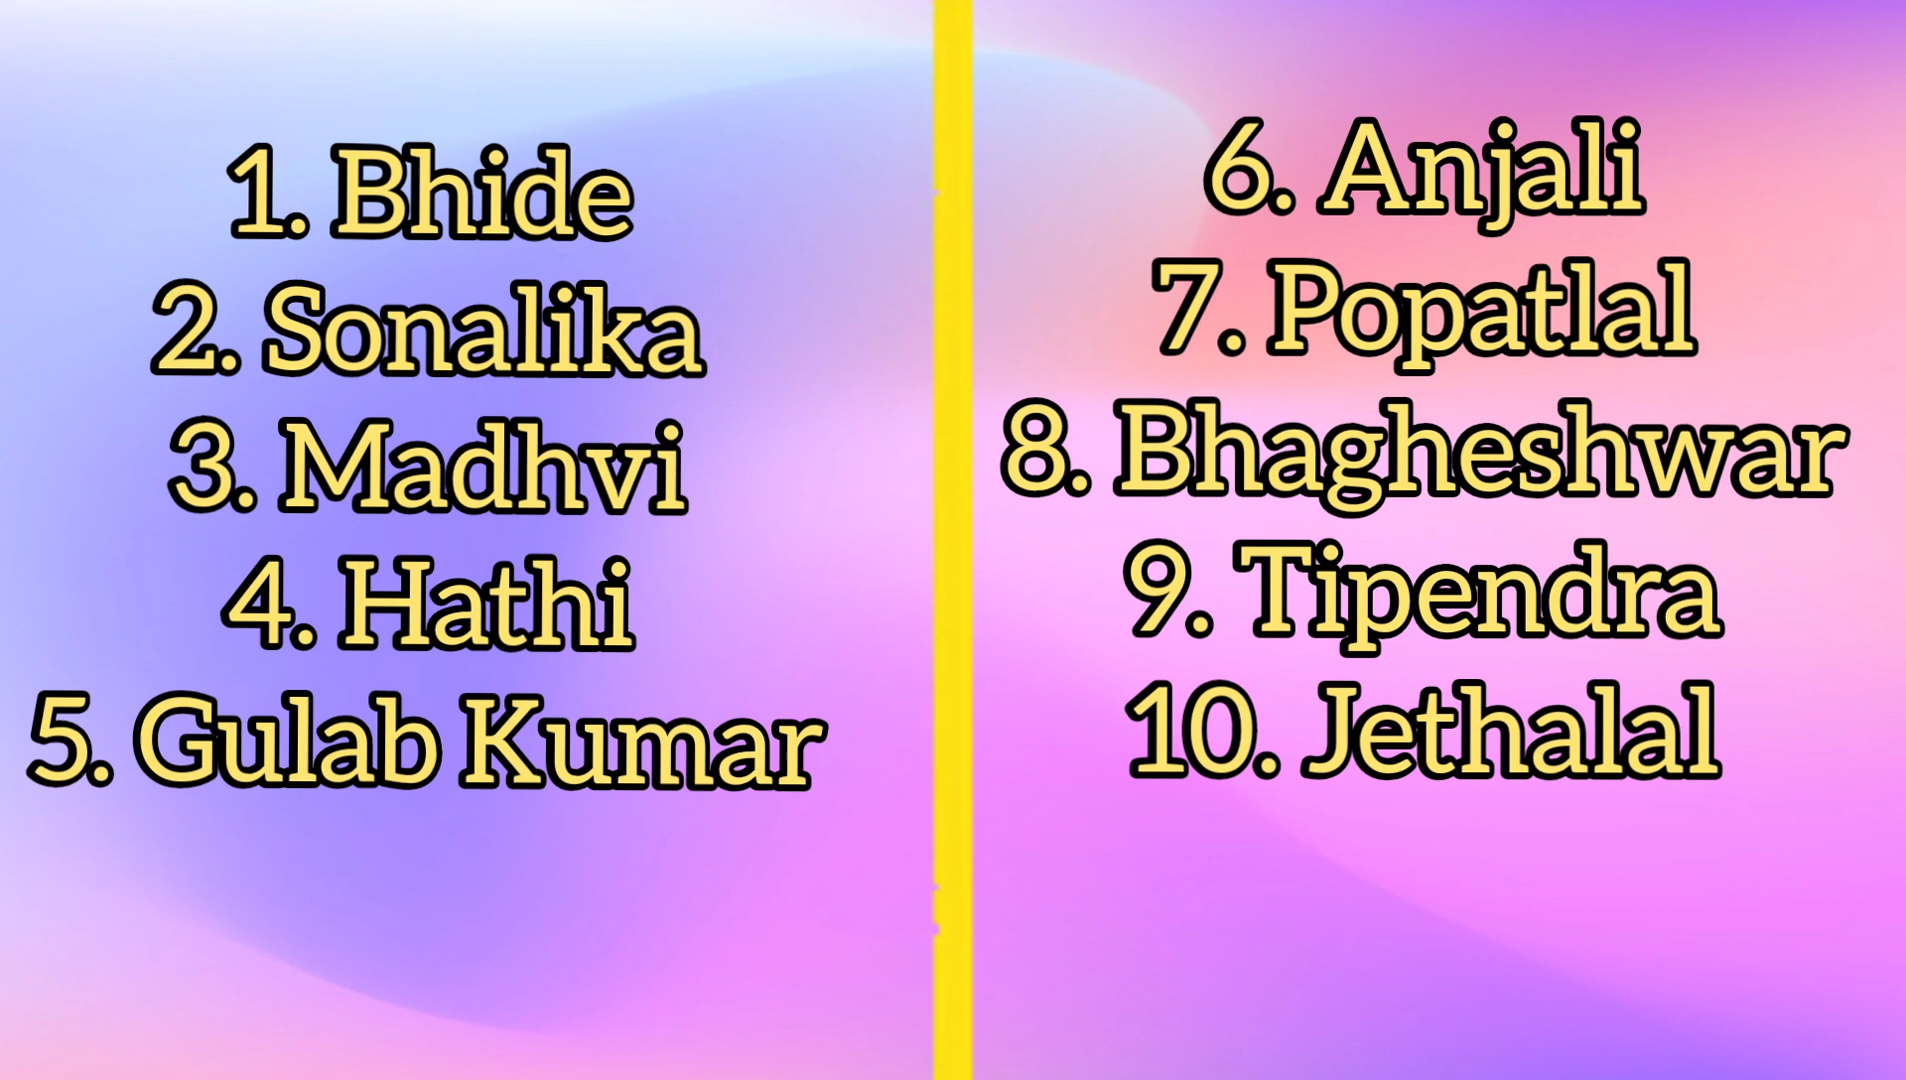 1. Bhide
2. Sonalika
3. Madhvi
4. Hathi
5. Gulab Kumar
6. Anjali
7. Popatlal
8. Bhagheshwar
9. Tipendra
10. Jethalal